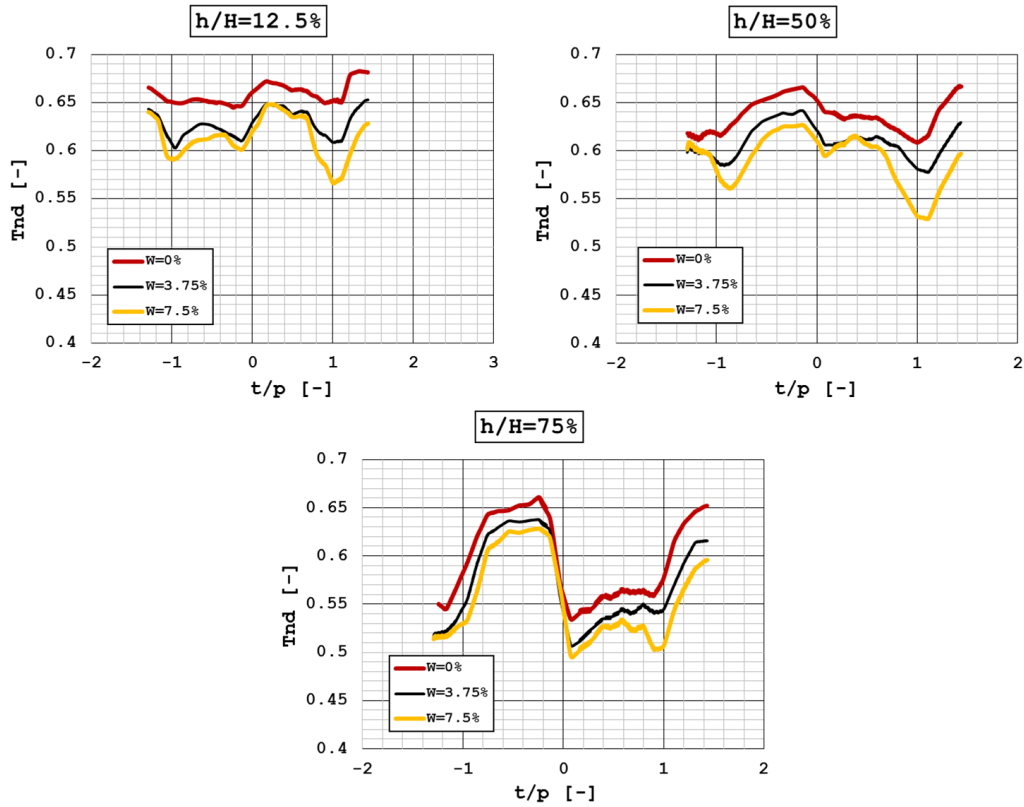 h/H=12.5%
0.7
0.65
0.6
0.55
0.5
0.45
0.4
Tnd [-]
W=0%
W=3.75%
W=7.5%
-2 -1 0 1 2 3
t/p [-]
h/H=50%
0.7
0.65
0.6
0.55
0.5
0.45
0.4
Tnd [-]
W=0%
W=3.75%
W=7.5%
-2 -1 0 1 2
t/p [-]
h/H=75%
0.7
0.65
0.6
0.55
0.5
0.45
0.4
Tnd [-]
W=0%
W=3.75%
W=7.5%
-2 -1 0 1 2
t/p [-]